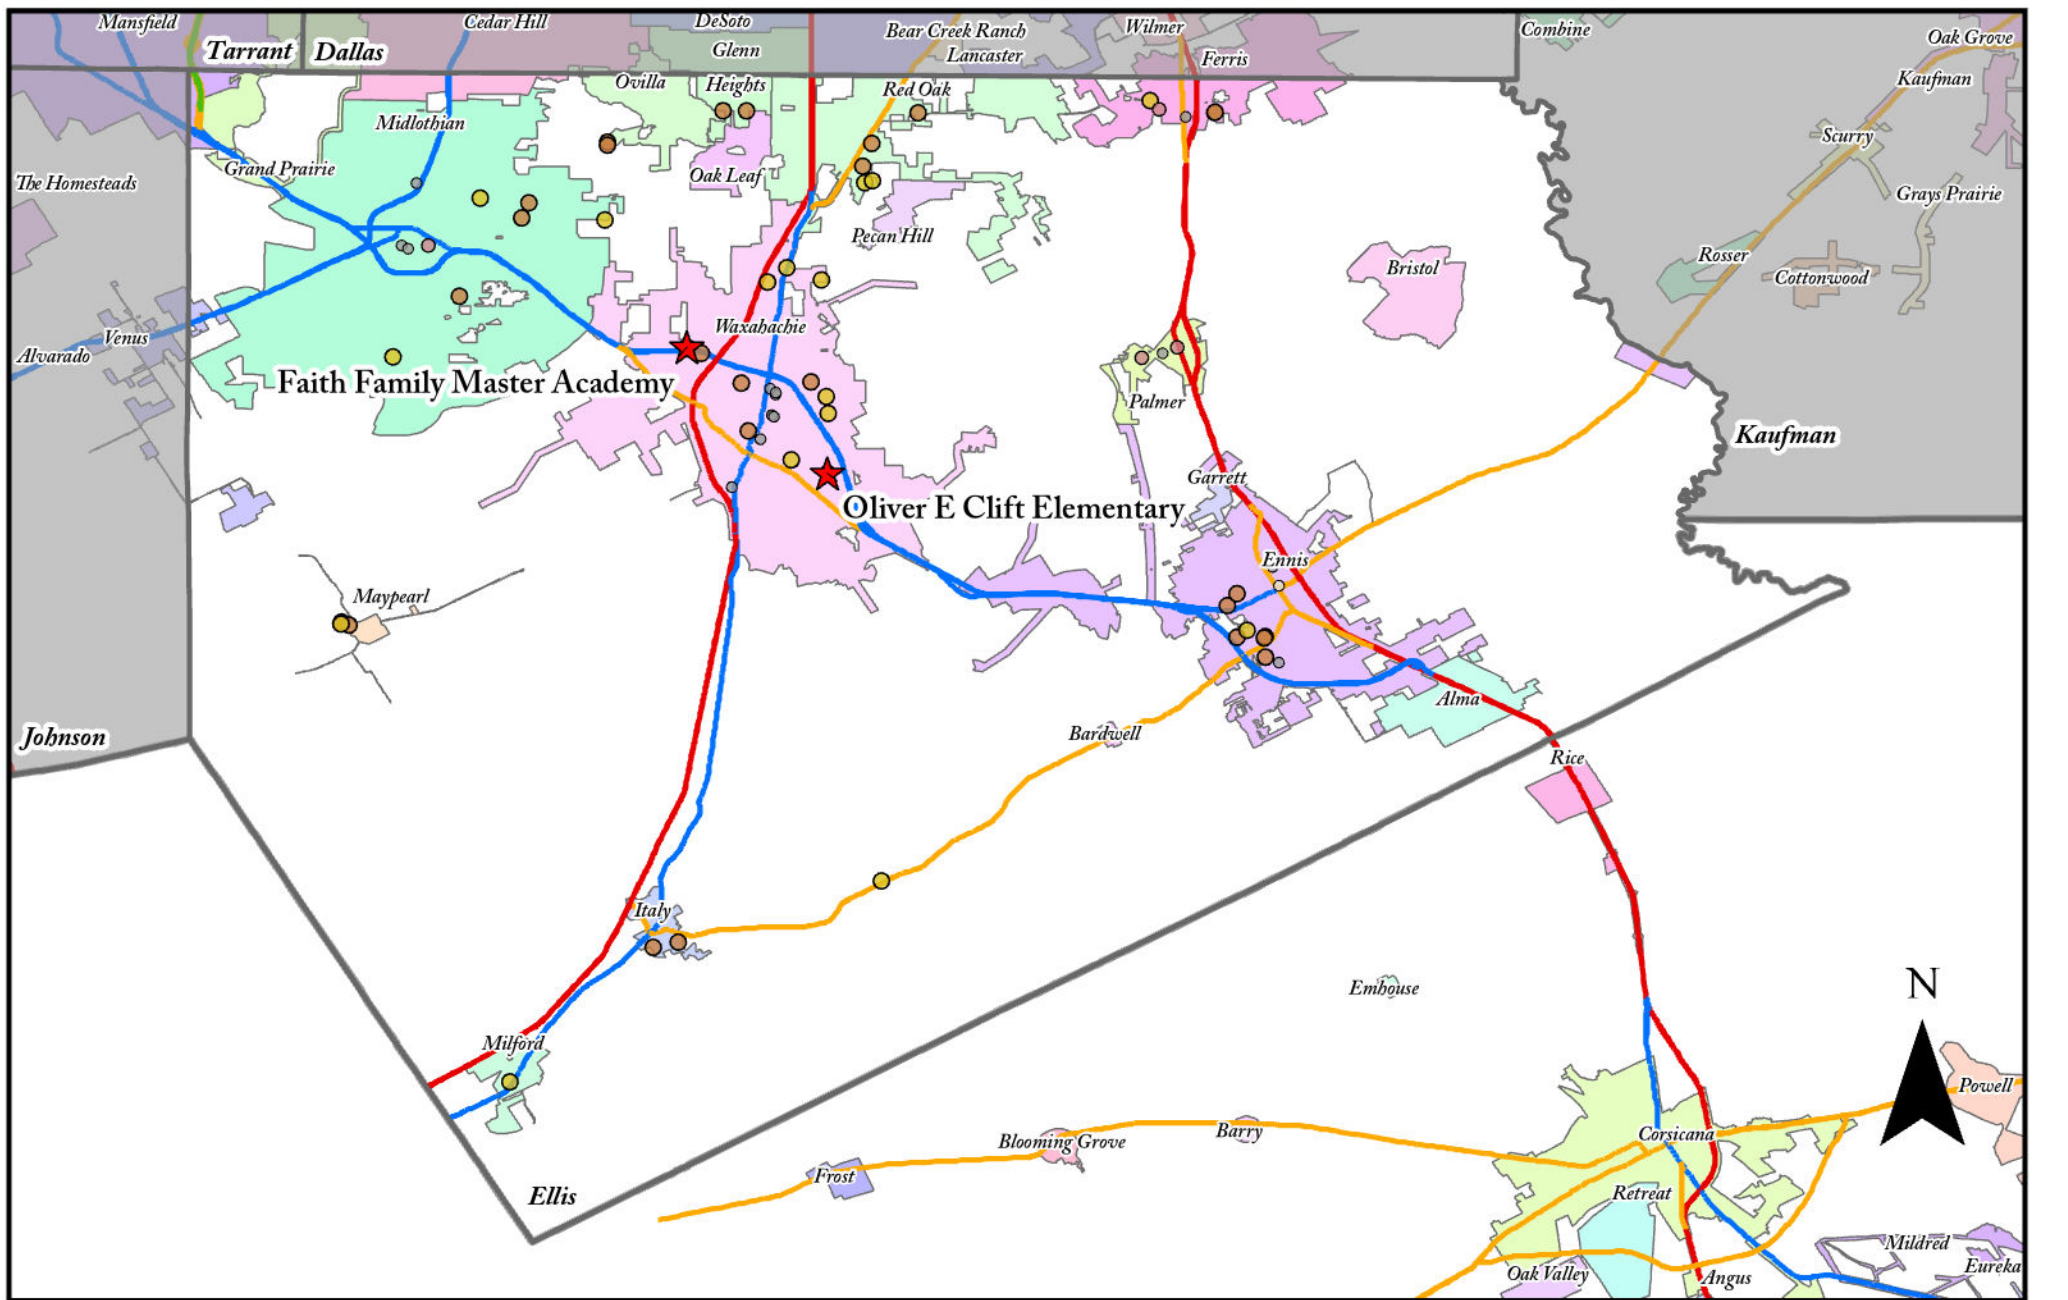 Mansfield
Cedar Hill
DeSoto
Bear Creek Ranch
Wilmer
Combine
Oak Grove
Tarrant
Dallas
Glenn
Heights
Lancaster
Ferris
Kaufman
Ovilla
Red Oak
Midlothian
Scurry
Grand Prairie
Oak Leaf
The Homesteads
Grays Prairie
Pecan Hill
Bristol
Rosser
Cottonwood
Venus
Waxahachie
Alvarado
Faith Family Master Academy
Palmer
Kaufman
Garrett
Oliver E Clift Elementary
Ennis
Maypearl
Alma
Johnson
Bardwell
Rice
Italy
Emhouse
N
Milford
Powell
Blooming Grove
Barry
Corsicana
Frost
Ellis
Retreat
Mildred
Oak Valley
Angus
Eureka